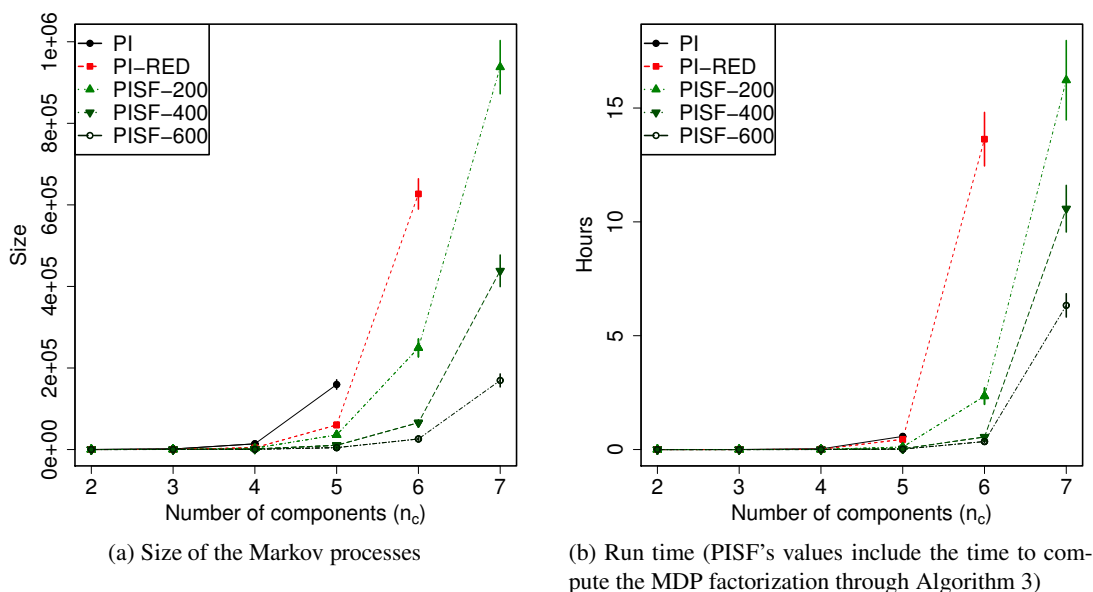 PI
PI-RED
PISF-200
PISF-400
PISF-600
Size
0e+00
2e+05
4e+05
6e+05
8e+05
1e+06
2 3 4 5 6 7
Number of components (nc)
(a) Size of the Markov processes
PI
PI-RED
PISF-200
PISF-400
PISF-600
Hours
0
5
10
15
2 3 4 5 6 7
Number of components (nc)
(b) Run time (PISF's values include the time to com-
pute the MDP factorization through Algorithm 3)